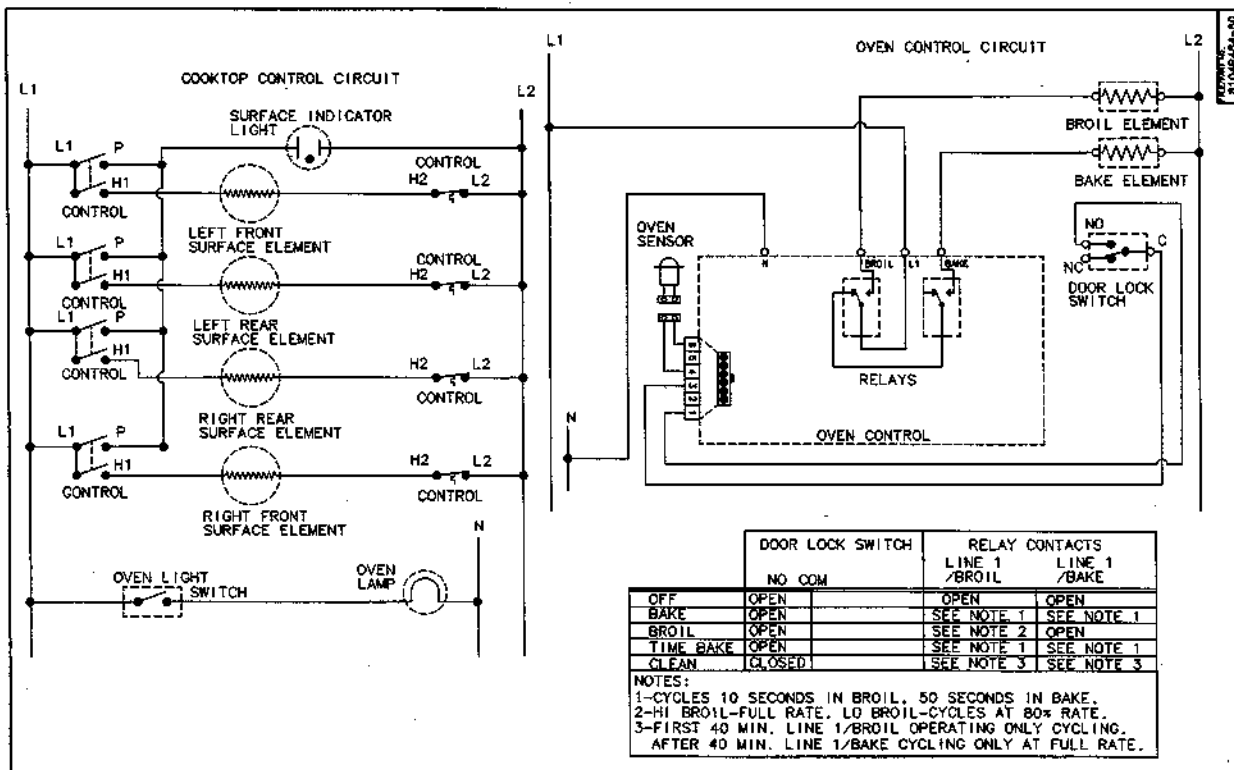 COOKTOP CONTROL CIRCUIT
L1
L2
SURFACE INDICATOR
LIGHT
L1
P
H1
CONTROL
CONTROL
H2
L2
LEFT FRONT
SURFACE ELEMENT
L1
P
H1
CONTROL
CONTROL
H2
L2
LEFT REAR
SURFACE ELEMENT
L1
P
H1
CONTROL
H2
L2
CONTROL
RIGHT REAR
SURFACE ELEMENT
L1
P
H1
CONTROL
H2
L2
CONTROL
RIGHT FRONT
SURFACE ELEMENT
N
OVEN LIGHT
SWITCH
OVEN
LAMP
OVEN CONTROL CIRCUIT
L1
L2
BROIL ELEMENT
BAKE ELEMENT
OVEN
SENSOR
N
BROIL
L1
BAKE
NO
C
NC
DOOR LOCK
SWITCH
5
4
3
2
1
RELAYS
OVEN CONTROL
N
DOOR LOCK SWITCH RELAY CONTACTS
LINE 1 LINE 1
NO COM /BROIL /BAKE
OFF OPEN OPEN OPEN
BAKE OPEN SEE NOTE 1 SEE NOTE 1
BROIL OPEN SEE NOTE 2 OPEN
TIME BAKE OPEN SEE NOTE 1 SEE NOTE 1
CLEAN CLOSED SEE NOTE 3 SEE NOTE 3
NOTES:
1-CYCLES 10 SECONDS IN BROIL, 50 SECONDS IN BAKE.
2-HI BROIL-FULL RATE. LO BROIL-CYCLES AT 80% RATE.
3-FIRST 40 MIN. LINE 1/BROIL OPERATING ONLY CYCLING.
AFTER 40 MIN. LINE 1/BAKE CYCLING ONLY AT FULL RATE.